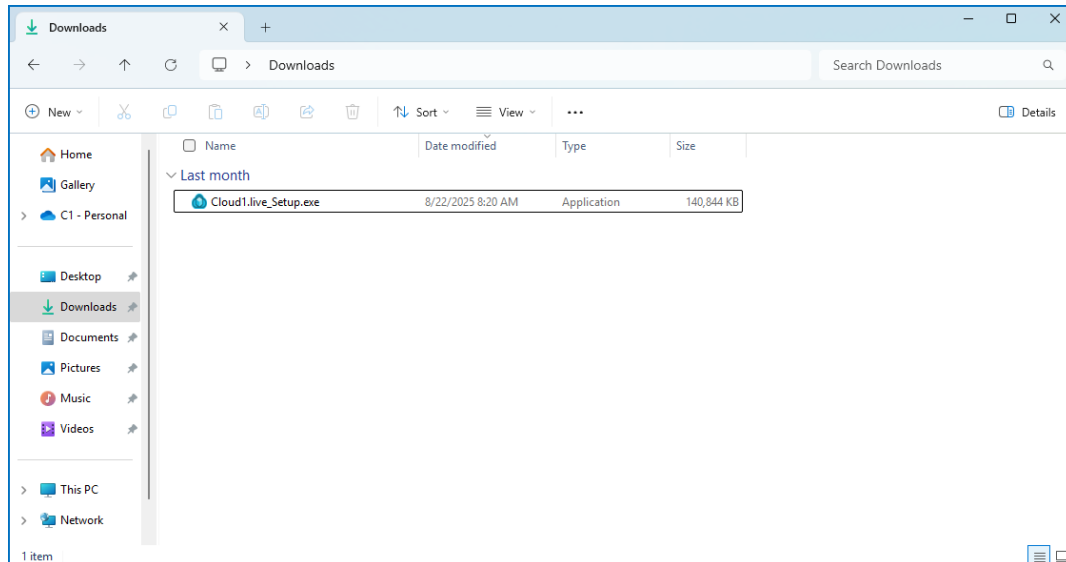 Downloads
Downloads Search Downloads
New Sort View ... Details
Name Date modified Type Size
Home
Last month
Gallery
Cloud1.live_Setup.exe 8/22/2025 8:20 AM Application 140,844 KB
C1 - Personal
Desktop
Downloads
Documents
Pictures
Music
Videos
This PC
Network
1 item